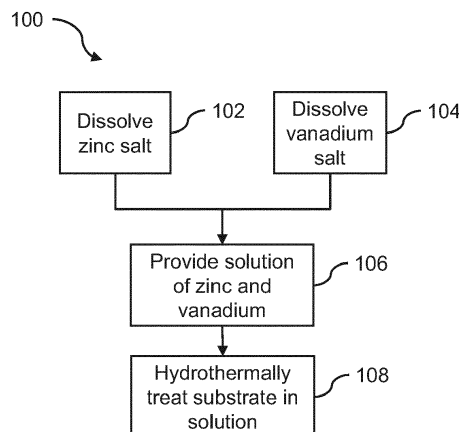 100
Dissolve
zinc salt
102
Dissolve
vanadium
salt
104
Provide solution
of zinc and
vanadium
106
Hydrothermally
treat substrate in
solution
108